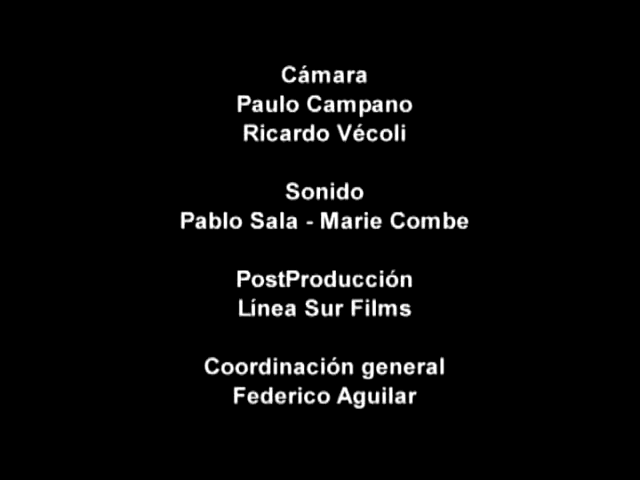 Cámara
Paulo Campano
Ricardo Vécoli
Sonido
Pablo Sala - Marie Combe
PostProducción
Línea Sur Films
Coordinación general
Federico Aguilar